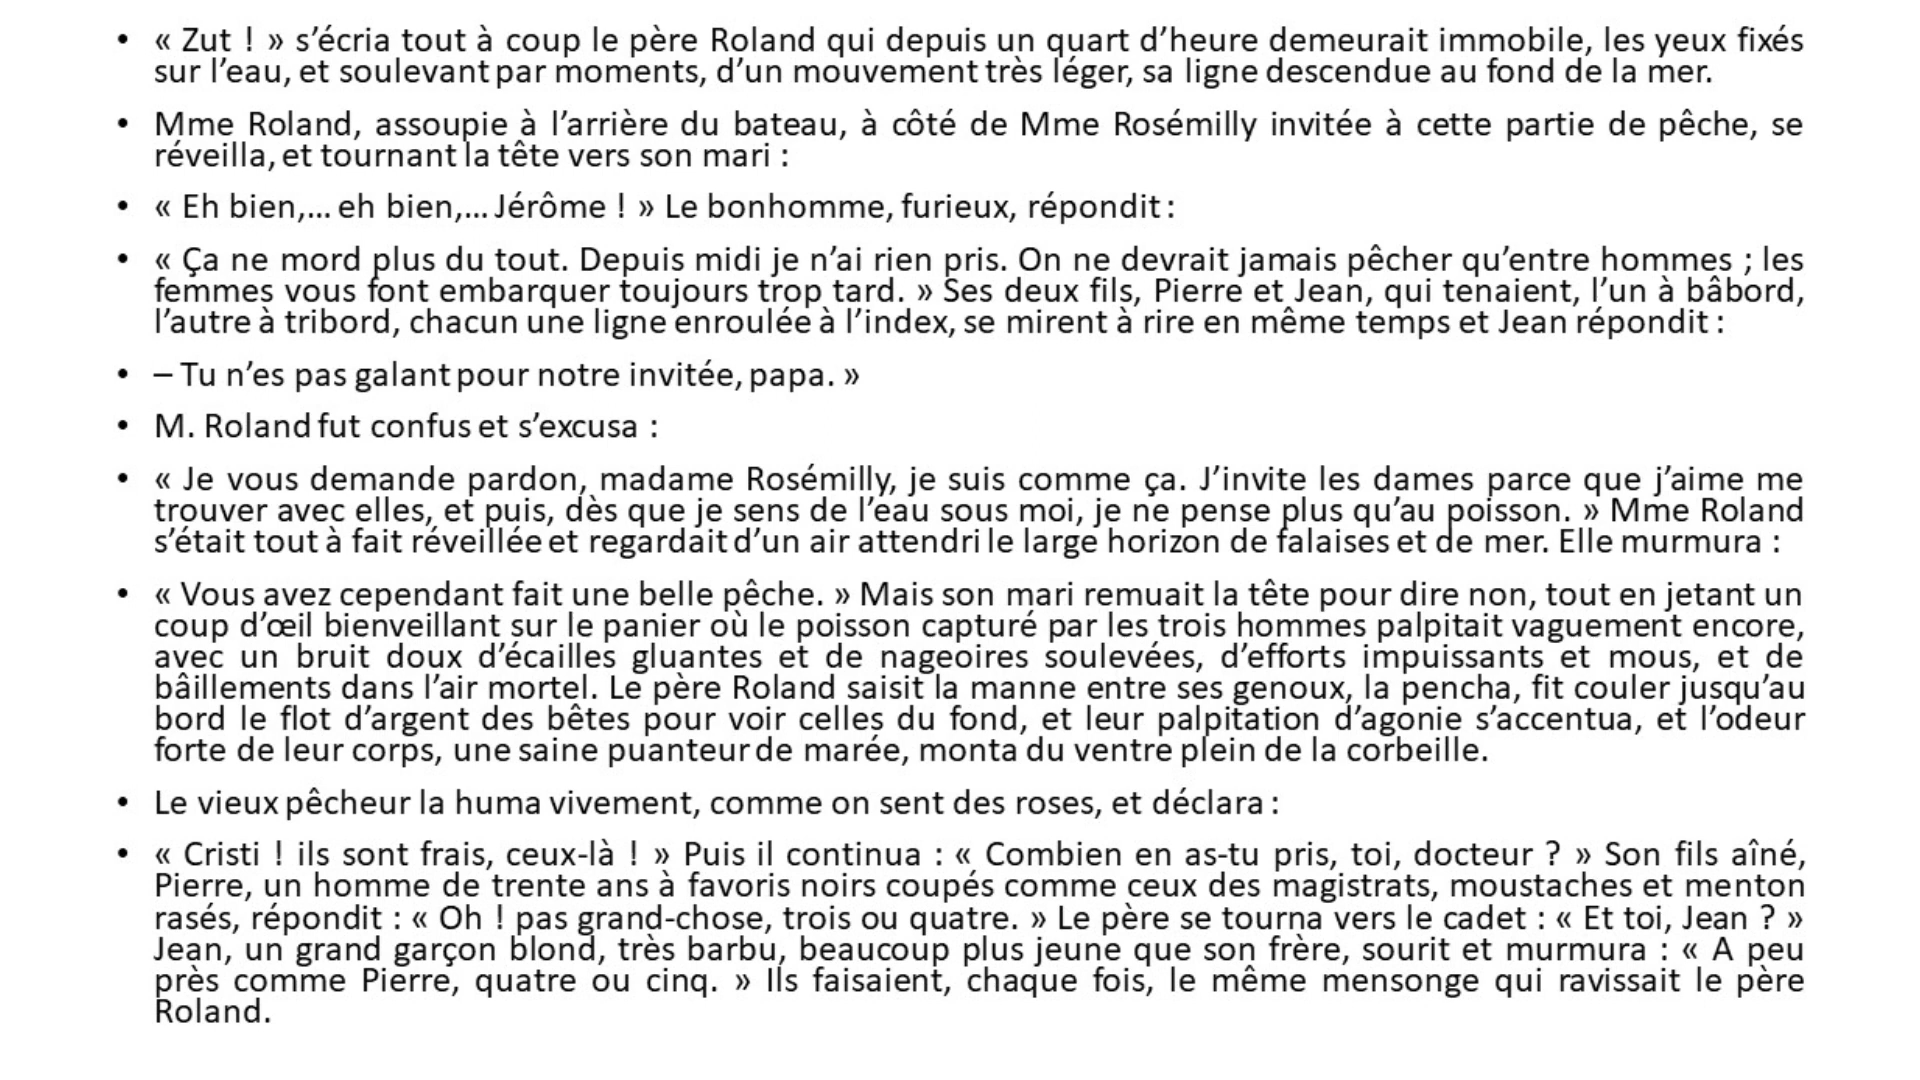 • « Zut ! » s’écria tout à coup le père Roland qui depuis un quart d’heure demeurait immobile, les yeux fixés
sur l’eau, et soulevant par moments, d’un mouvement très léger, sa ligne descendue au fond de la mer.
• Mme Roland, assoupie à l’arrière du bateau, à côté de Mme Rosémilly invitée à cette partie de pêche, se
réveilla, et tournant la tête vers son mari :
• « Eh bien,... eh bien,... Jérôme ! » Le bonhomme, furieux, répondit :
• « Ça ne mord plus du tout. Depuis midi je n’ai rien pris. On ne devrait jamais pêcher qu’entre hommes ; les
femmes vous font embarquer toujours trop tard. » Ses deux fils, Pierre et Jean, qui tenaient, l’un à bâbord,
l’autre à tribord, chacun une ligne enroulée à l’index, se mirent à rire en même temps et Jean répondit :
• – Tu n’es pas galant pour notre invitée, papa. »
• M. Roland fut confus et s’excusa :
• « Je vous demande pardon, madame Rosémilly, je suis comme ça. J’invite les dames parce que j’aime me
trouver avec elles, et puis, dès que je sens de l’eau sous moi, je ne pense plus qu’au poisson. » Mme Roland
s’était tout à fait réveillée et regardait d’un air attendri le large horizon de falaises et de mer. Elle murmura :
• « Vous avez cependant fait une belle pêche. » Mais son mari remuait la tête pour dire non, tout en jetant un
coup d’œil bienveillant sur le panier où le poisson capturé par les trois hommes palpitait vaguement encore,
avec un bruit doux d’écailles gluantes et de nageoires soulevées, d’efforts impuissants et mous, et de
bâillements dans l’air mortel. Le père Roland saisit la manne entre ses genoux, la pencha, fit couler jusqu’au
bord le flot d’argent des bêtes pour voir celles du fond, et leur palpitation d’agonie s’accentua, et l’odeur
forte de leur corps, une saine puanteur de marée, monta du ventre plein de la corbeille.
• Le vieux pêcheur la huma vivement, comme on sent des roses, et déclara :
• « Cristi ! ils sont frais, ceux-là ! » Puis il continua : « Combien en as-tu pris, toi, docteur ? » Son fils aîné,
Pierre, un homme de trente ans à favoris noirs coupés comme ceux des magistrats, moustaches et menton
rasés, répondit : « Oh ! pas grand-chose, trois ou quatre. » Le père se tourna vers le cadet : « Et toi, Jean ? »
Jean, un grand garçon blond, très barbu, beaucoup plus jeune que son frère, sourit et murmura : « A peu
près comme Pierre, quatre ou cinq. » Ils faisaient, chaque fois, le même mensonge qui ravissait le père
Roland.